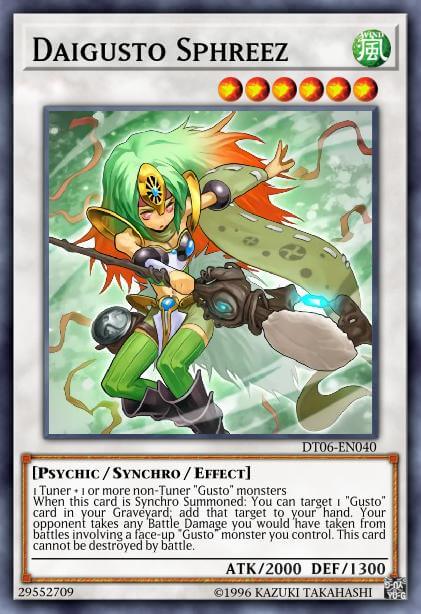 DAIGUSTO SPHREEZ
WIND
風
DT06-EN040
[PSYCHIC / SYNCHRO / EFFECT]
1 Tuner + 1 or more non-Tuner "Gusto" monsters
When this card is Synchro Summoned: You can target 1 "Gusto"
card in your Graveyard; add that target to your hand. Your
opponent takes any Battle Damage you would have taken from
battles involving a face-up "Gusto" monster you control. This card
cannot be destroyed by battle.
ATK/2000 DEF/1300
29552709
©1996 KAZUKI TAKAHASHI